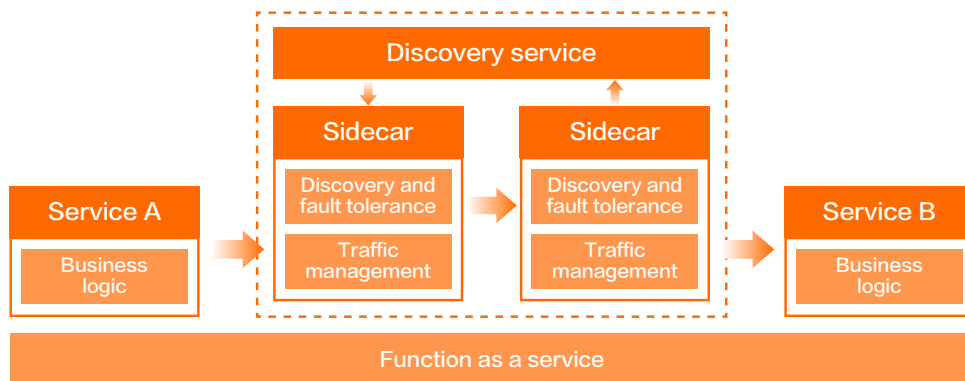 Discovery service
Sidecar
Discovery and
fault tolerance
Traffic
management
Sidecar
Discovery and
fault tolerance
Traffic
management
Service A
Business
logic
Service B
Business
logic
Function as a service